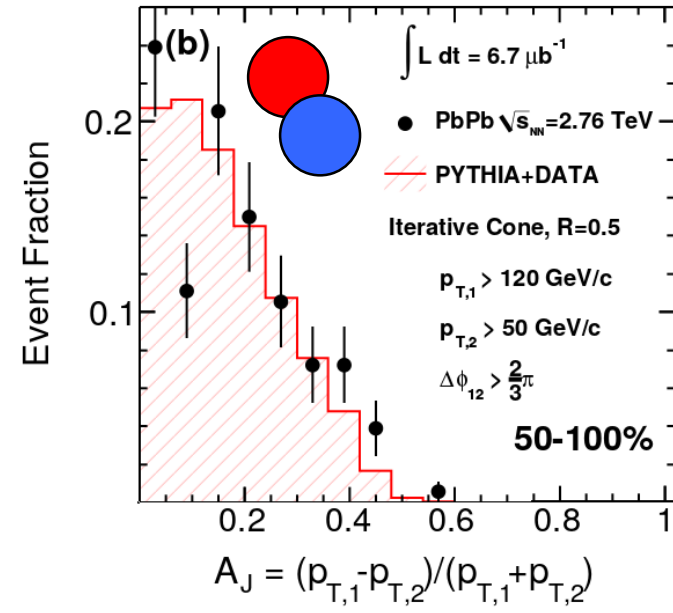 (b)
∫L dt = 6.7 μb⁻¹
PbPb √s_NN=2.76 TeV
PYTHIA+DATA
Iterative Cone, R=0.5
p_T,1 > 120 GeV/c
p_T,2 > 50 GeV/c
Δϕ_12 > 2/3π
50-100%
Event Fraction
0.2
0.1
0.2 0.4 0.6 0.8 1
A_J = (p_T,1-p_T,2)/(p_T,1+p_T,2)